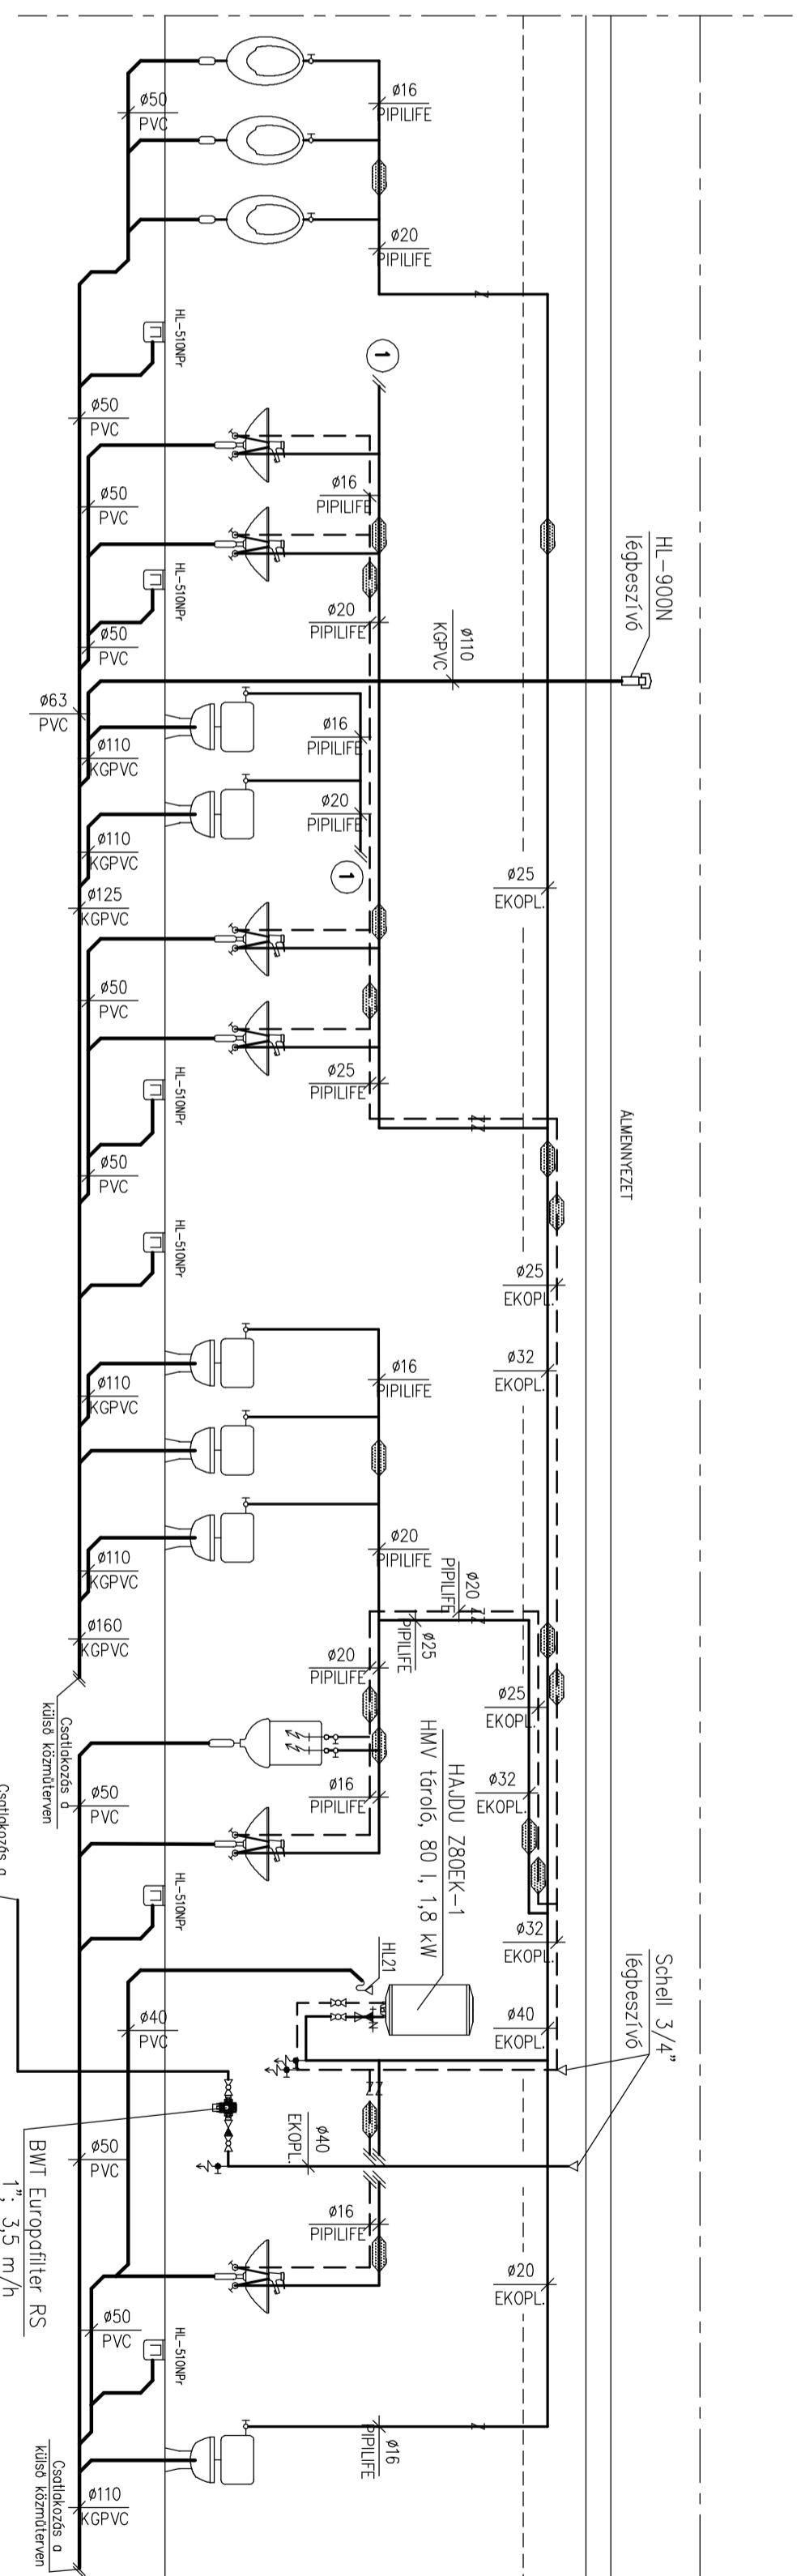 ø16
PIPILIFE
ø50
PVC
ø20
PIPILIFE
HL-510NPr
1
ø50
PVC
ø16
PIPILIFE
ø50
PVC
HL-900N
légbeszívó
HL-510NPr
ø20
PIPILIFE
ø110
KGPVC
ø50
PVC
ø63
PVC
ø16
PIPILIFE
ø110
KGPVC
ø20
PIPILIFE
ø110
KGPVC
1
ø25
EKOPL.
ø125
KGPVC
ø50
PVC
ø25
PIPILIFE
HL-510NPr
ÁLMENNYEZET
ø50
PVC
HL-510NPr
ø25
EKOPL.
ø32
EKOPL.
ø16
PIPILIFE
ø110
KGPVC
ø20
PIPILIFE
ø110
KGPVC
ø20
PIPILIFE
ø25
PIPILIFE
ø160
KGPVC
ø20
PIPILIFE
ø25
EKOPL.
Csatlakozás a
külső közműterven
HAJDU Z80EK-1
HMV tároló, 80 l, 1,8 kW
ø32
EKOPL.
ø16
PIPILIFE
ø50
PVC
Csatlakozás a
HL-510NPr
ø32
EKOPL.
HL21
Schell 3/4"
légbeszívó
ø40
PVC
ø40
EKOPL.
ø40
EKOPL.
ø50
PVC
BWT Europafilter RS
1"; 3,5 m/h
ø16
PIPILIFE
ø20
EKOPL.
ø50
PVC
HL-510NPr
ø16
PIPILIFE
Csatlakozás a
külső közműterven
ø110
KGPVC